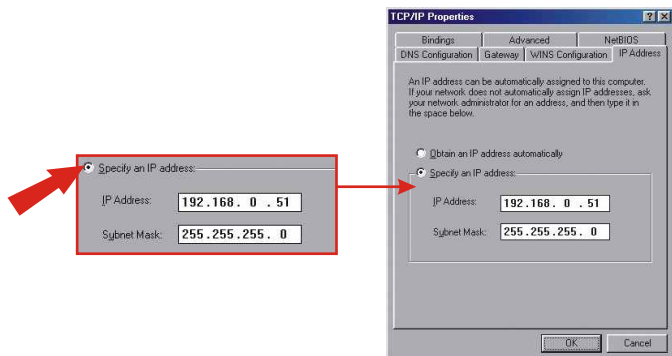 TCP/IP Properties
Bindings Advanced NetBIOS
DNS Configuration Gateway WINS Configuration IP Address
An IP address can be automatically assigned to this computer.
If your network does not automatically assign IP addresses, ask
your network administrator for an address, and then type it in
the space below.
Obtain an IP address automatically
Specify an IP address:
IP Address: 192.168. 0 .51
Subnet Mask: 255.255.255. 0
OK Cancel
Specify an IP address:
IP Address: 192.168. 0 .51
Subnet Mask: 255.255.255. 0